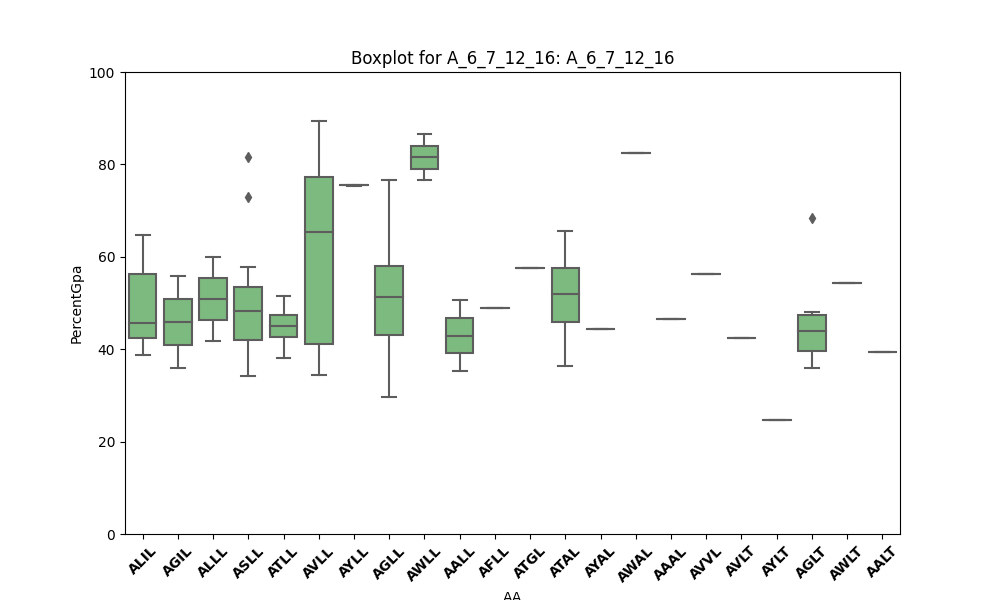 Boxplot for A_6_7_12_16: A_6_7_12_16
100
80
60
40
20
0
PercentGpa
ALIL AGIL ALLL ASLL ATLL AVLL AYLL AGLL AWLL AALL AFLL ATGL ATAL AYAL AWAL AAAL AVVL AVLT AYLT AGLT AWLT AALT
AA